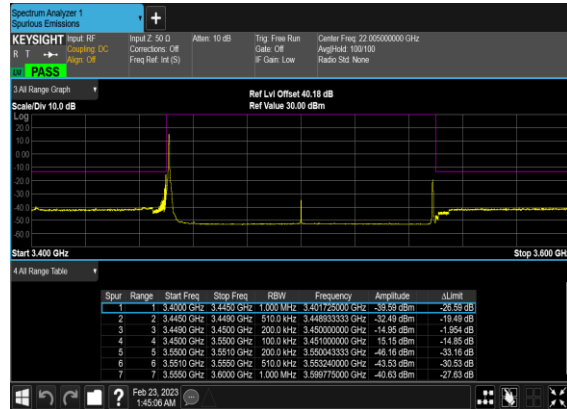 Spectrum Analyzer 1
Spurious Emissions
+
KEYSIGHT Input: RF Input Z: 50 Ω Atten: 10 dB Trig: Free Run Center Freq: 22.005000000 GHz
R T Coupling: DC Corrections: Off Gate: Off Avg|Hold: 100/100
Align: Off Freq Ref: Int (S) IF Gain: Low Radio Std: None
LW PASS
3 All Range Graph
Ref Lvl Offset 40.18 dB
Scale/Div 10.0 dB Ref Value 30.00 dBm
Log
20.0
10.0
0.00
-10.0
-20.0
-30.0
-40.0
-50.0
-60.0
Start 3.400 GHz Stop 3.600 GHz
4 All Range Table
Spur Range Start Freq Stop Freq RBW Frequency Amplitude ΔLimit
1 1 3.4000 GHz 3.4450 GHz 1.000 MHz 3.401725000 GHz -39.59 dBm -26.59 dB
2 2 3.4450 GHz 3.4490 GHz 510.0 kHz 3.448933333 GHz -32.49 dBm -19.49 dB
3 3 3.4490 GHz 3.4500 GHz 200.0 kHz 3.450000000 GHz -14.95 dBm -1.954 dB
4 4 3.4500 GHz 3.5500 GHz 100.0 kHz 3.451000000 GHz 15.15 dBm -14.85 dB
5 5 3.5500 GHz 3.5510 GHz 200.0 kHz 3.550043333 GHz -46.16 dBm -33.16 dB
6 6 3.5510 GHz 3.5550 GHz 510.0 kHz 3.553240000 GHz -43.53 dBm -30.53 dB
7 7 3.5550 GHz 3.6000 GHz 1.000 MHz 3.599775000 GHz -40.63 dBm -27.63 dB
? Feb 23, 2023
1:45:06 AM